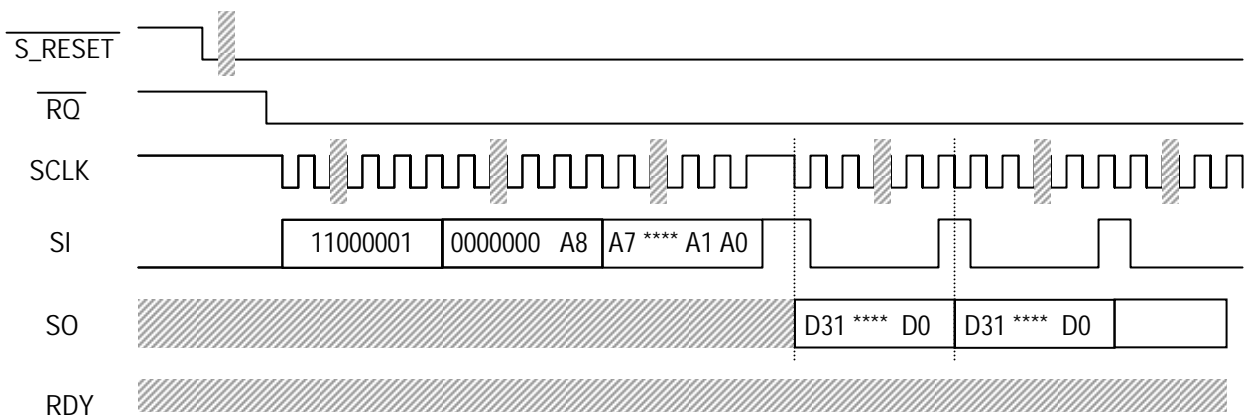 S_RESET
RQ
SCLK
SI 11000001 0000000 A8 A7 **** A1 A0
SO D31 **** D0 D31 **** D0
RDY